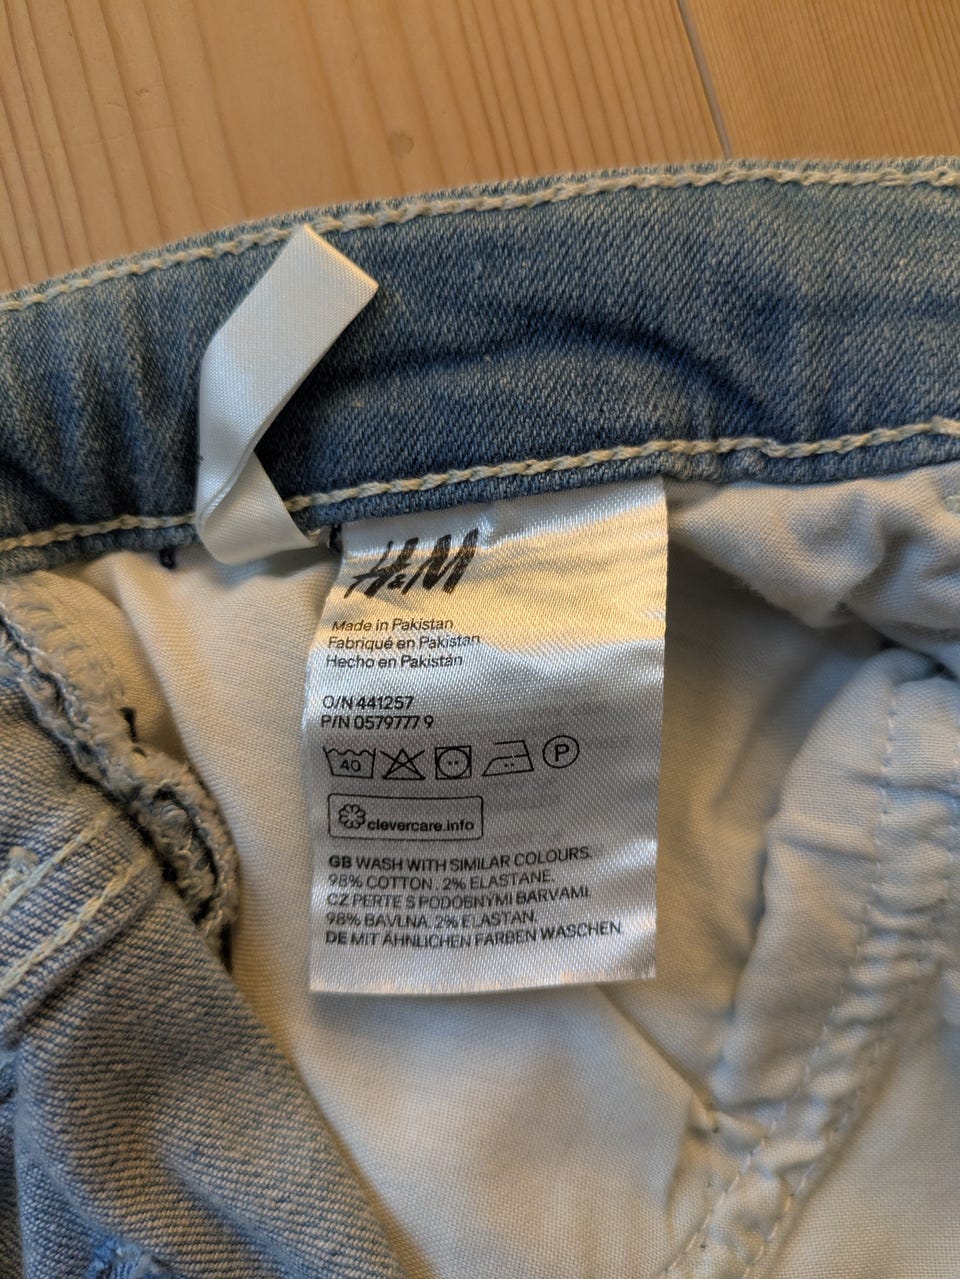 H&M
Made in Pakistan
Fabriqué en Pakistan
Hecho en Pakistán
O/N 441257
P/N 0579777 9
40 P
clevercare.info
GB WASH WITH SIMILAR COLOURS.
98% COTTON. 2% ELASTANE.
CZ PERTE S PODOBNÝMI BARVAMI.
98% BAVLNA. 2% ELASTAN.
DE MIT ÄHNLICHEN FARBEN WASCHEN.